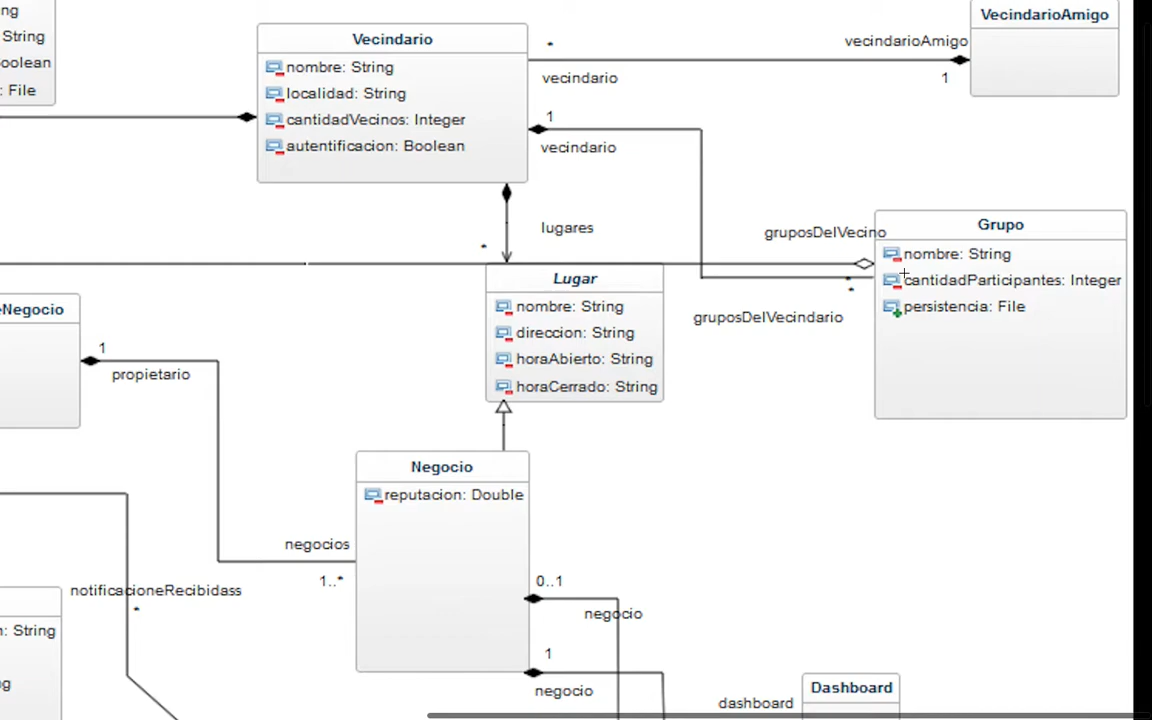 ng
String
oolean
: File
Vecindario
nombre: String
localidad: String
cantidadVecinos: Integer
autentificacion: Boolean
*
vecindario
vecindarioAmigo
1
VecindarioAmigo
1
vecindario
lugares
*
gruposDelVecino
*
*
gruposDelVecindario
Grupo
nombre: String
cantidadParticipantes: Integer
persistencia: File
Lugar
nombre: String
direccion: String
horaAbierto: String
horaCerrado: String
eNegocio
1
propietario
Negocio
reputacion: Double
negocios
1..*
notificacioneRecibidass
*
n: String
g
0..1
negocio
1
negocio
dashboard
Dashboard